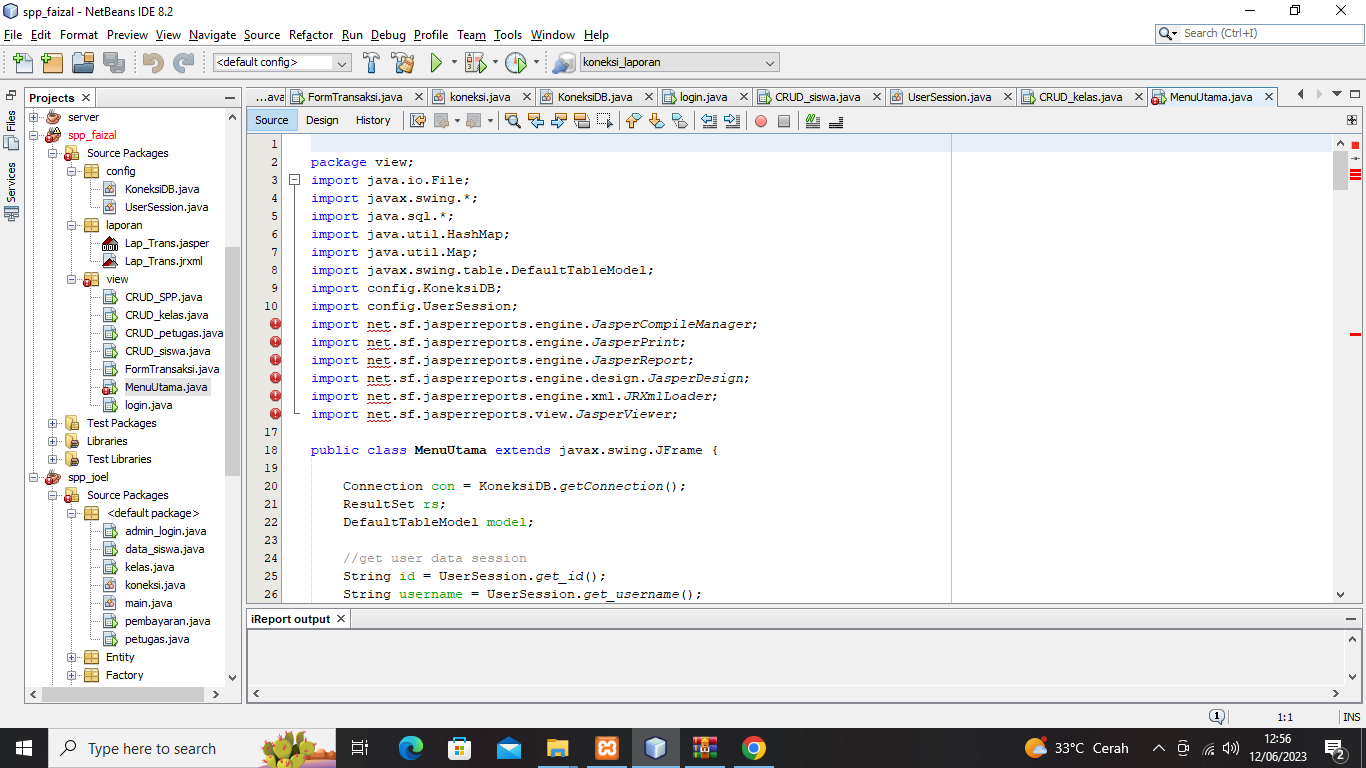 spp_faizal - NetBeans IDE 8.2
File Edit Format Preview View Navigate Source Refactor Run Debug Profile Team Tools Window Help
Search (Ctrl+I)
<default config>
koneksi_laporan
Files
Services
Projects
server
spp_faizal
Source Packages
config
KoneksiDB.java
UserSession.java
laporan
Lap_Trans.jasper
Lap_Trans.jrxml
view
CRUD_SPP.java
CRUD_kelas.java
CRUD_petugas.java
CRUD_siswa.java
FormTransaksi.java
MenuUtama.java
login.java
Test Packages
Libraries
Test Libraries
spp_joel
Source Packages
<default package>
admin_login.java
data_siswa.java
kelas.java
koneksi.java
main.java
pembayaran.java
petugas.java
Entity
Factory
...ava FormTransaksi.java koneksi.java KoneksiDB.java login.java CRUD_siswa.java UserSession.java CRUD_kelas.java MenuUtama.java
Source Design History
1
2 package view;
3 import java.io.File;
4 import javax.swing.*;
5 import java.sql.*;
6 import java.util.HashMap;
7 import java.util.Map;
8 import javax.swing.table.DefaultTableModel;
9 import config.KoneksiDB;
10 import config.UserSession;
import net.sf.jasperreports.engine.JasperCompileManager;
import net.sf.jasperreports.engine.JasperPrint;
import net.sf.jasperreports.engine.JasperReport;
import net.sf.jasperreports.engine.design.JasperDesign;
import net.sf.jasperreports.engine.xml.JRXmlLoader;
import net.sf.jasperreports.view.JasperViewer;
17
18 public class MenuUtama extends javax.swing.JFrame {
19
20 Connection con = KoneksiDB.getConnection();
21 ResultSet rs;
22 DefaultTableModel model;
23
24 //get user data session
25 String id = UserSession.get_id();
26 String username = UserSession.get_username();
iReport output
1
1:1
INS
Type here to search
33°C Cerah
12:56
12/06/2023
2